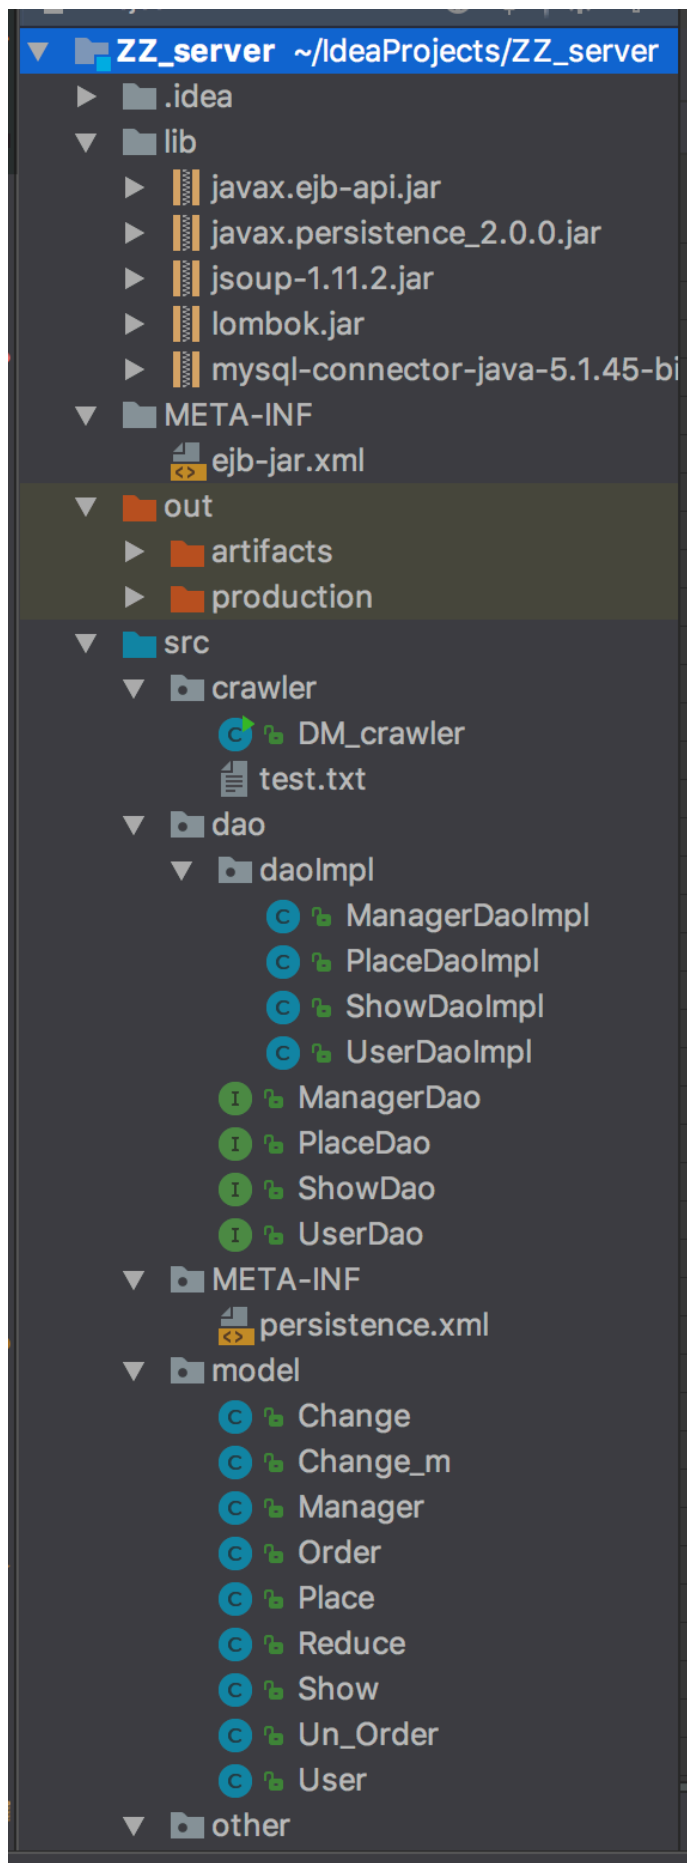 ZZ_server ~/IdeaProjects/ZZ_server
.idea
lib
javax.ejb-api.jar
javax.persistence_2.0.0.jar
jsoup-1.11.2.jar
lombok.jar
mysql-connector-java-5.1.45-bi
META-INF
ejb-jar.xml
out
artifacts
production
src
crawler
DM_crawler
test.txt
dao
daoImpl
ManagerDaoImpl
PlaceDaoImpl
ShowDaoImpl
UserDaoImpl
ManagerDao
PlaceDao
ShowDao
UserDao
META-INF
persistence.xml
model
Change
Change_m
Manager
Order
Place
Reduce
Show
Un_Order
User
other